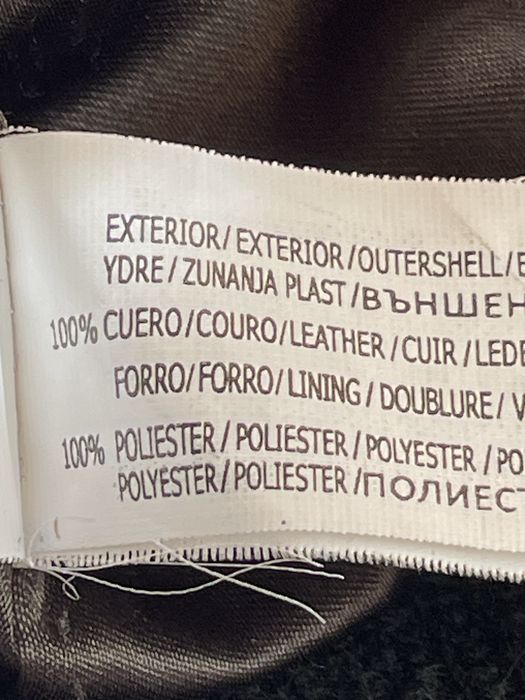 EXTERIOR/EXTERIOR/OUTERSHELL/
YDRE/ZUNANJA PLAST/ВЪНШЕН
100% CUERO/COURO/LEATHER/CUIR/LEDE
FORRO/FORRO/LINING/DOUBLURE/V
100% POLIESTER/POLIESTER/POLYESTER/PO
POLYESTER/POLIESTER/ПОЛИЕСТ